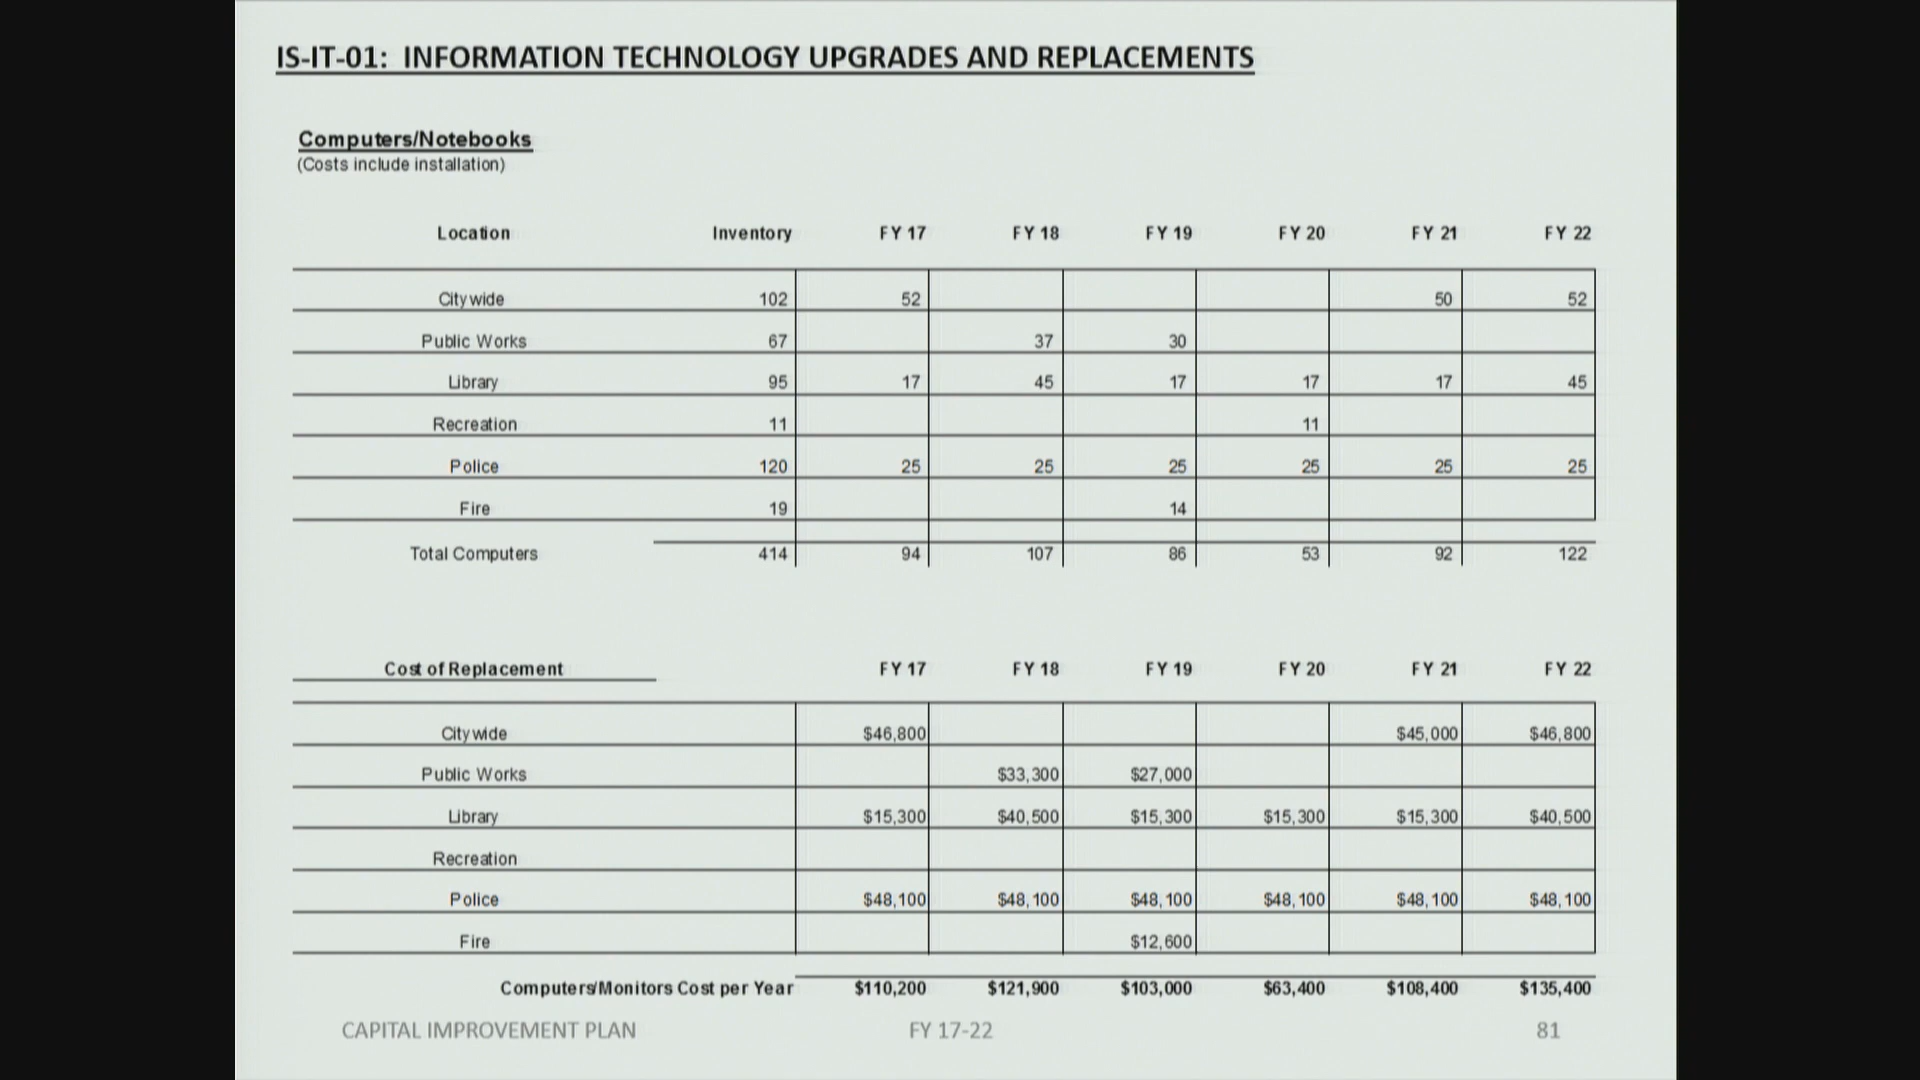 IS-IT-01: INFORMATION TECHNOLOGY UPGRADES AND REPLACEMENTS
Computers/Notebooks
(Costs include installation)
Location Inventory FY 17 FY 18 FY 19 FY 20 FY 21 FY 22
Citywide 102 52 50 52
Public Works 67 37 30
Library 95 17 45 17 17 17 45
Recreation 11 11
Police 120 25 25 25 25 25 25
Fire 19 14
Total Computers 414 94 107 86 53 92 122
Cost of Replacement FY 17 FY 18 FY 19 FY 20 FY 21 FY 22
Citywide $46,800 $45,000 $46,800
Public Works $33,300 $27,000
Library $15,300 $40,500 $15,300 $15,300 $15,300 $40,500
Recreation
Police $48,100 $48,100 $48,100 $48,100 $48,100 $48,100
Fire $12,600
Computers/Monitors Cost per Year $110,200 $121,900 $103,000 $63,400 $108,400 $135,400
CAPITAL IMPROVEMENT PLAN FY 17-22 81